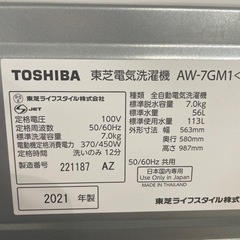 TOSHIBA 東芝電気洗濯機 AW-7GM1<
PS
E
JET
東芝ライフスタイル株式会社
種類 全自動電気洗濯機
定格電圧 100V
標準脱水容量 7.0kg
定格周波数 50/60Hz
標準水量 56L
標準洗濯容量 7.0kg
標準使用水量 113L
定格消費電力 370/450W
外形寸法 幅 563mm
定格時間 洗いのみ 12分
奥行 580mm
高さ 987mm
製造番号 221187 AZ
50/60Hz 共用
日本国内専用
Use only in Japan
MADE IN THAILAND
2021 年製
東芝ライフスタイル株式